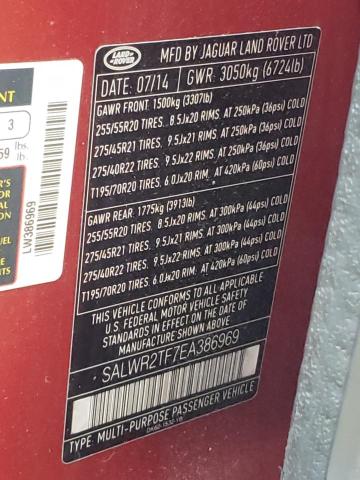 LAND ROVER
MFD BY JAGUAR LAND ROVER LTD
DATE: 07/14 GWR: 3050kg (6724lb)
GAWR FRONT: 1500kg (3307lb)
255/55R20 TIRES. 8.5Jx20 RIMS. AT 250kPa (36psi) COLD
275/45R21 TIRES. 9.5Jx21 RIMS. AT 250kPa (36psi) COLD
275/40R22 TIRES. 9.5Jx22 RIMS. AT 250kPa (36psi) COLD
T195/70R20 TIRES. 6.0Jx20 RIM. AT 420kPa (60psi) COLD
GAWR REAR: 1775kg (3913lb)
255/55R20 TIRES. 8.5Jx20 RIMS. AT 300kPa (44psi) COLD
275/45R21 TIRES. 9.5Jx21 RIMS. AT 300kPa (44psi) COLD
275/40R22 TIRES. 9.5Jx22 RIMS. AT 300kPa (44psi) COLD
T195/70R20 TIRES. 6.0Jx20 RIM. AT 420kPa (60psi) COLD
THIS VEHICLE CONFORMS TO ALL APPLICABLE
U.S. FEDERAL MOTOR VEHICLE SAFETY
STANDARDS IN EFFECT ON THE DATE OF
MANUFACTURE SHOWN ABOVE
SALWR2TF7EA386969
TYPE: MULTI-PURPOSE PASSENGER VEHICLE
NT
3
59 lbs.
lb.
LW386969